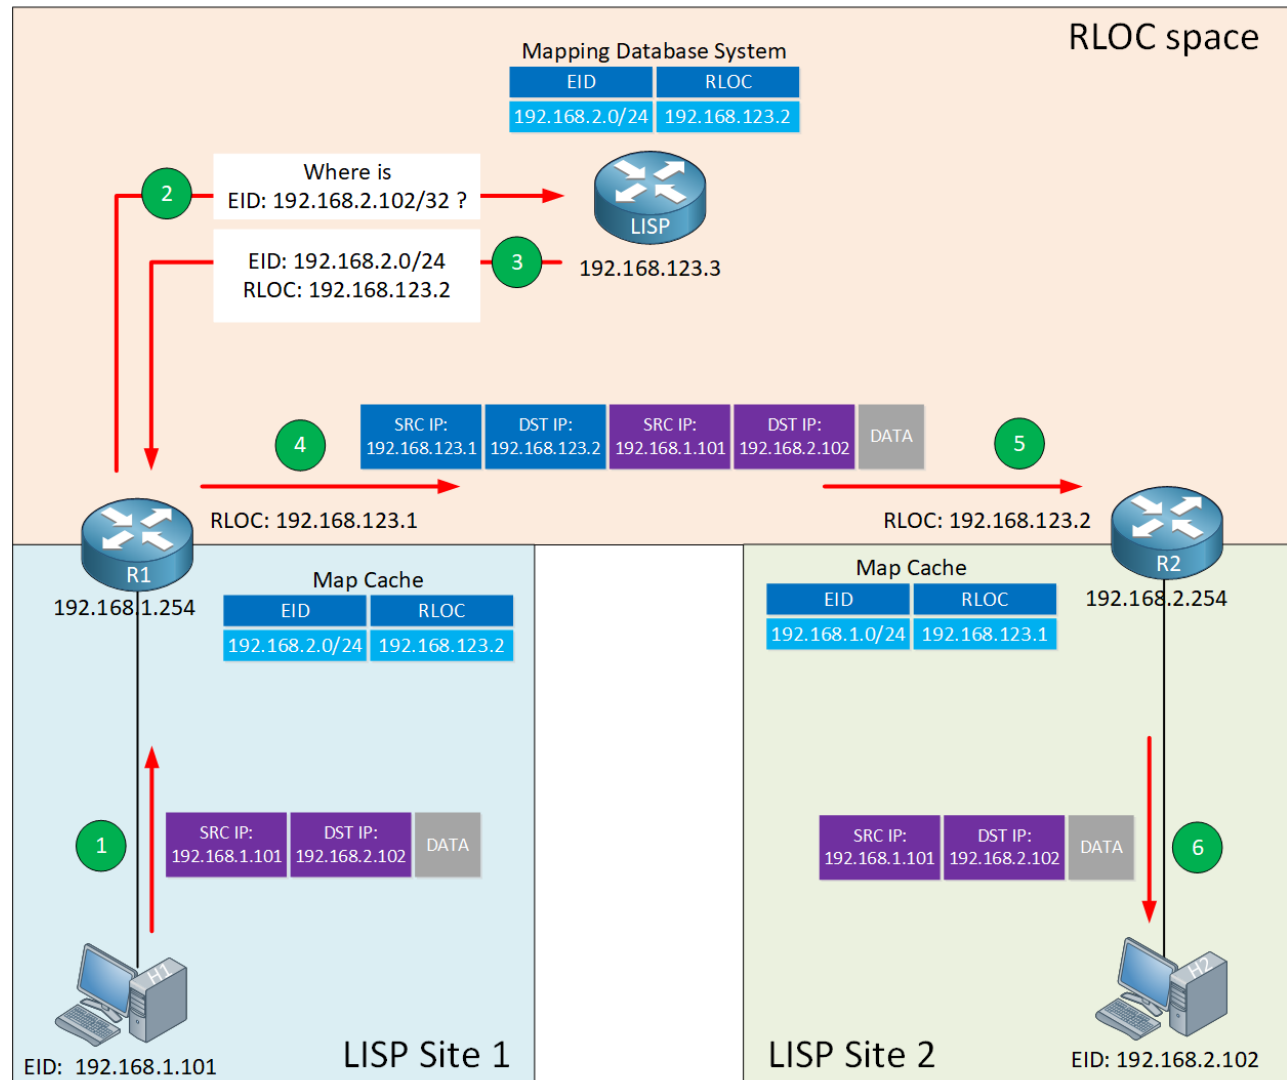 RLOC space
Mapping Database System
EID RLOC
192.168.2.0/24 192.168.123.2
2
Where is
EID: 192.168.2.102/32 ?
LISP
192.168.123.3
EID: 192.168.2.0/24
RLOC: 192.168.123.2
3
4
SRC IP:
192.168.123.1
DST IP:
192.168.123.2
SRC IP:
192.168.1.101
DST IP:
192.168.2.102
DATA
5
RLOC: 192.168.123.1
RLOC: 192.168.123.2
R1
192.168.1.254
Map Cache
EID RLOC
192.168.2.0/24 192.168.123.2
Map Cache
EID RLOC
192.168.1.0/24 192.168.123.1
R2
192.168.2.254
1
SRC IP:
192.168.1.101
DST IP:
192.168.2.102
DATA
SRC IP:
192.168.1.101
DST IP:
192.168.2.102
DATA
6
H1
EID: 192.168.1.101
LISP Site 1
LISP Site 2
H2
EID: 192.168.2.102